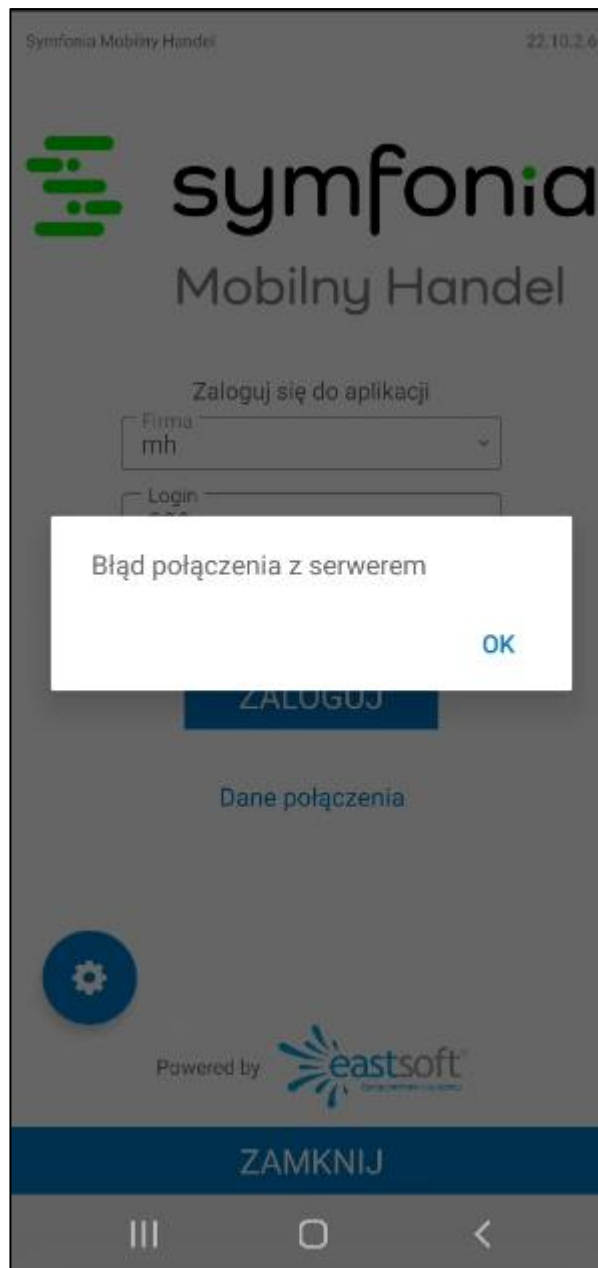 Symfonia Mobilny Handel 22.10.2.6
symfonia
Mobilny Handel
Zaloguj się do aplikacji
Firma
mh
Login
Błąd połączenia z serwerem
OK
ZALOGUJ
Dane połączenia
Powered by eastsoft
ZAMKNIJ